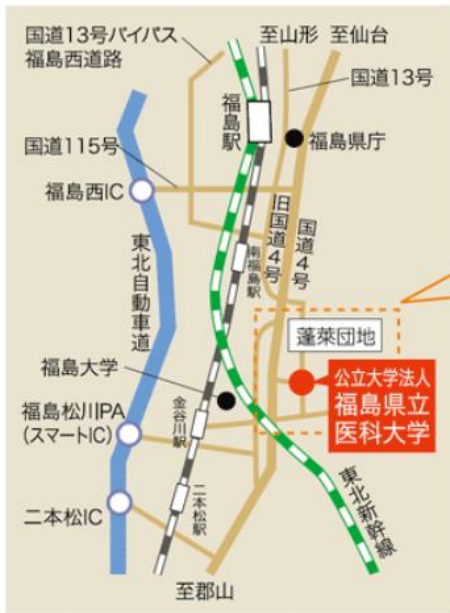 国道13号バイパス
福島西道路
至山形
至仙台
国道13号
福島駅
福島県庁
国道115号
福島西IC
東北自動車道
南福島駅
旧国道4号
国道4号
蓬萊団地
公立大学法人
福島県立
医科大学
福島大学
福島松川PA
(スマートIC)
金谷川駅
二本松IC
二本松駅
東北新幹線
至郡山